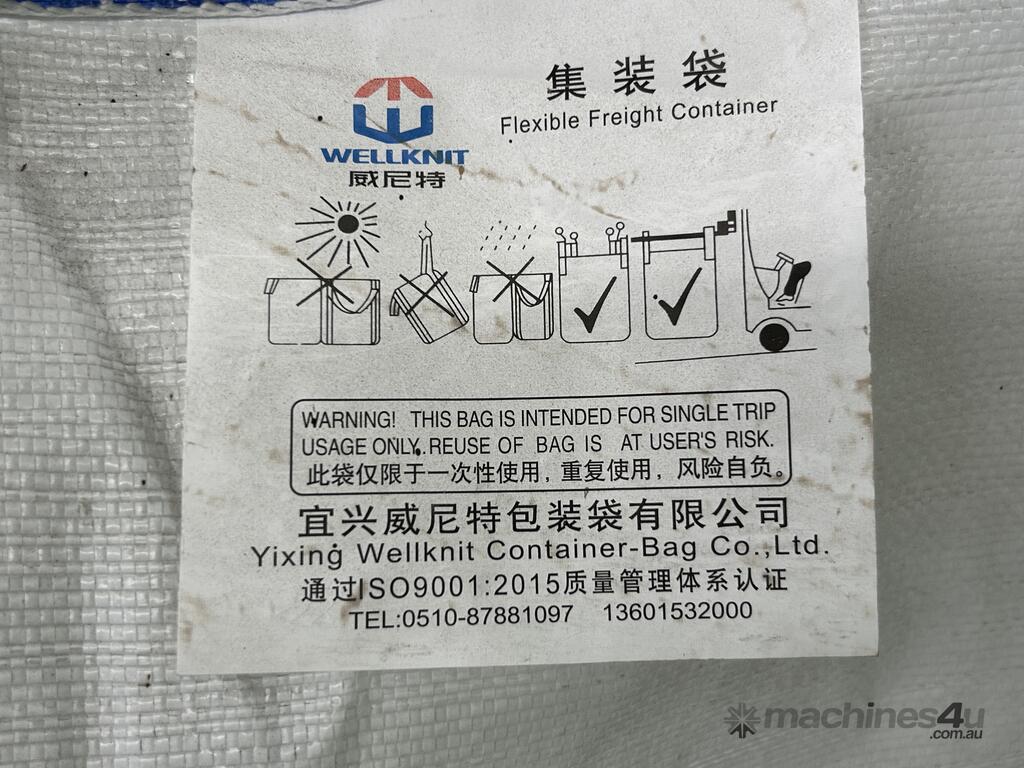 集装袋
Flexible Freight Container
WELLKNIT
威尼特
WARNING! THIS BAG IS INTENDED FOR SINGLE TRIP
USAGE ONLY. REUSE OF BAG IS AT USER'S RISK.
此袋仅限于一次性使用，重复使用，风险自负。
宜兴威尼特包装袋有限公司
Yixing Wellknit Container-Bag Co.,Ltd.
通过ISO9001:2015质量管理体系认证
TEL:0510-87881097 13601532000
machines4u
.com.au